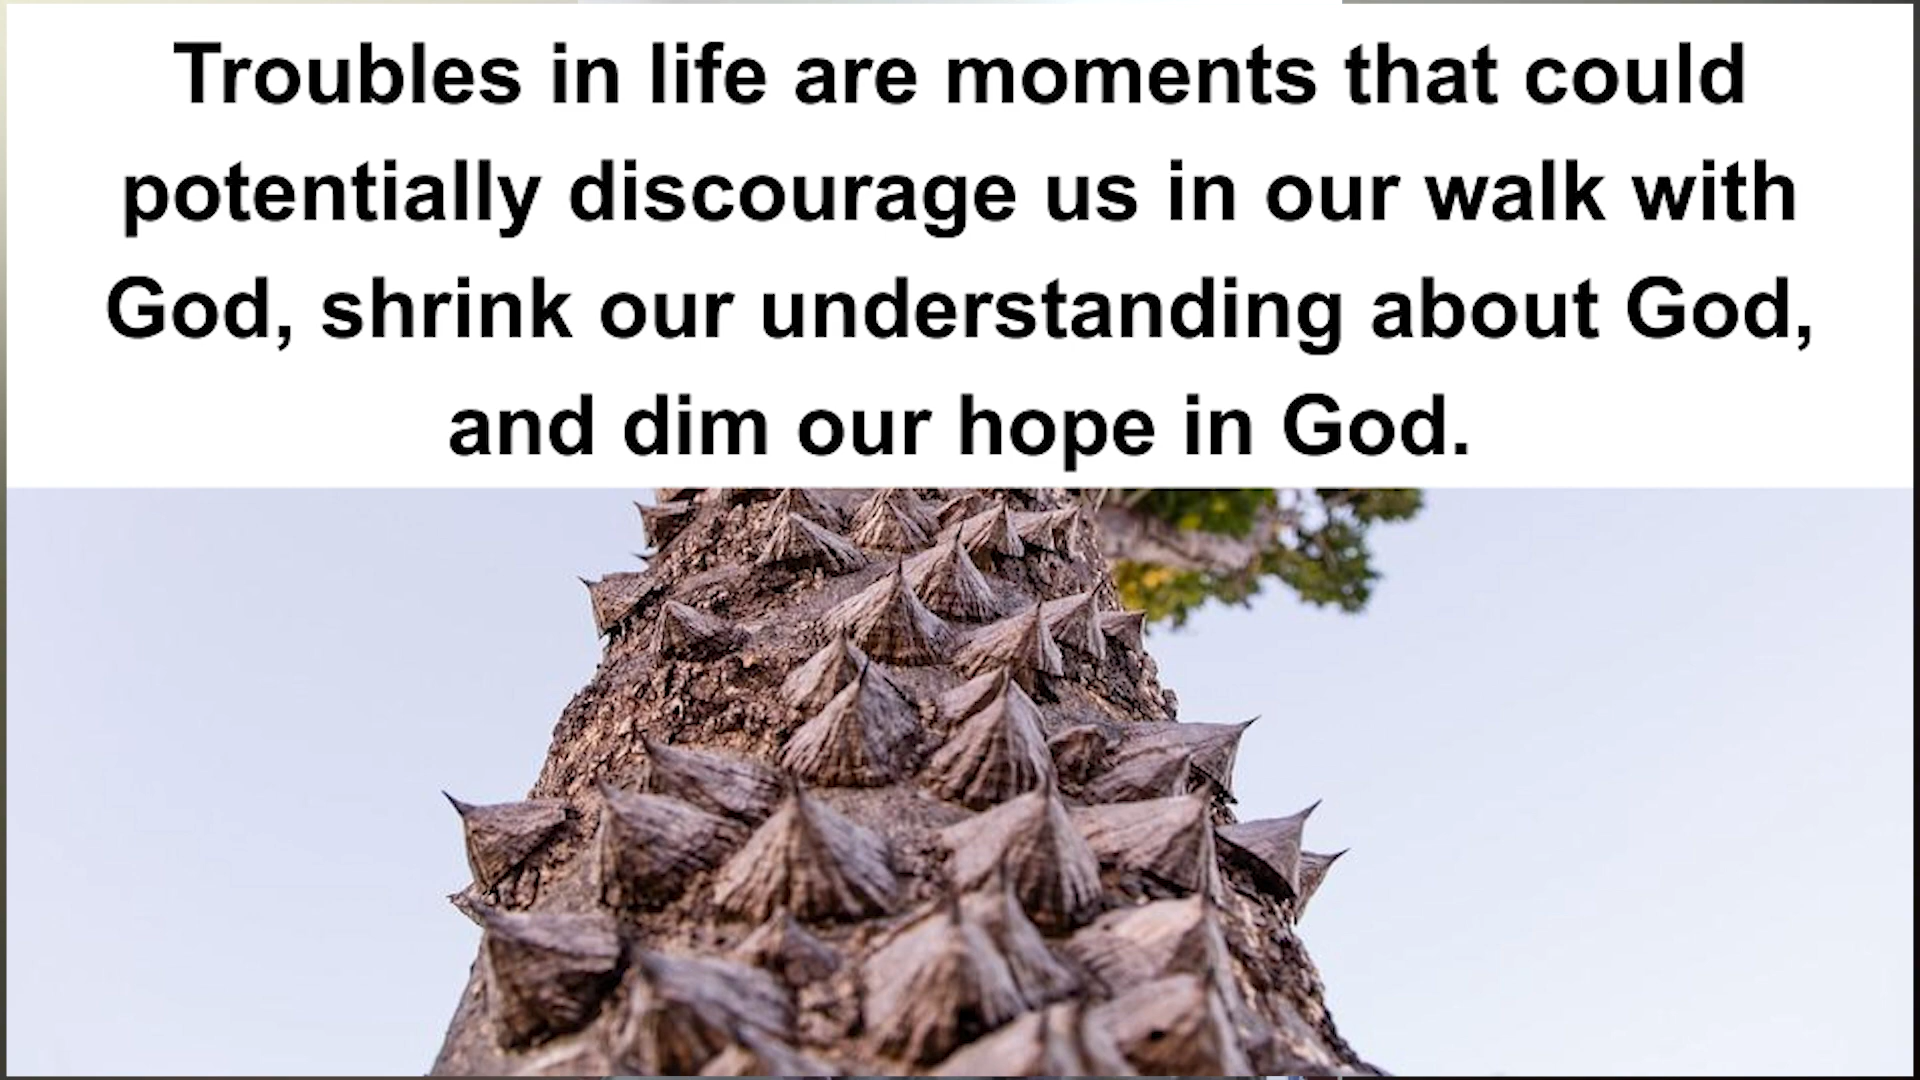 Troubles in life are moments that could
potentially discourage us in our walk with
God, shrink our understanding about God,
and dim our hope in God.